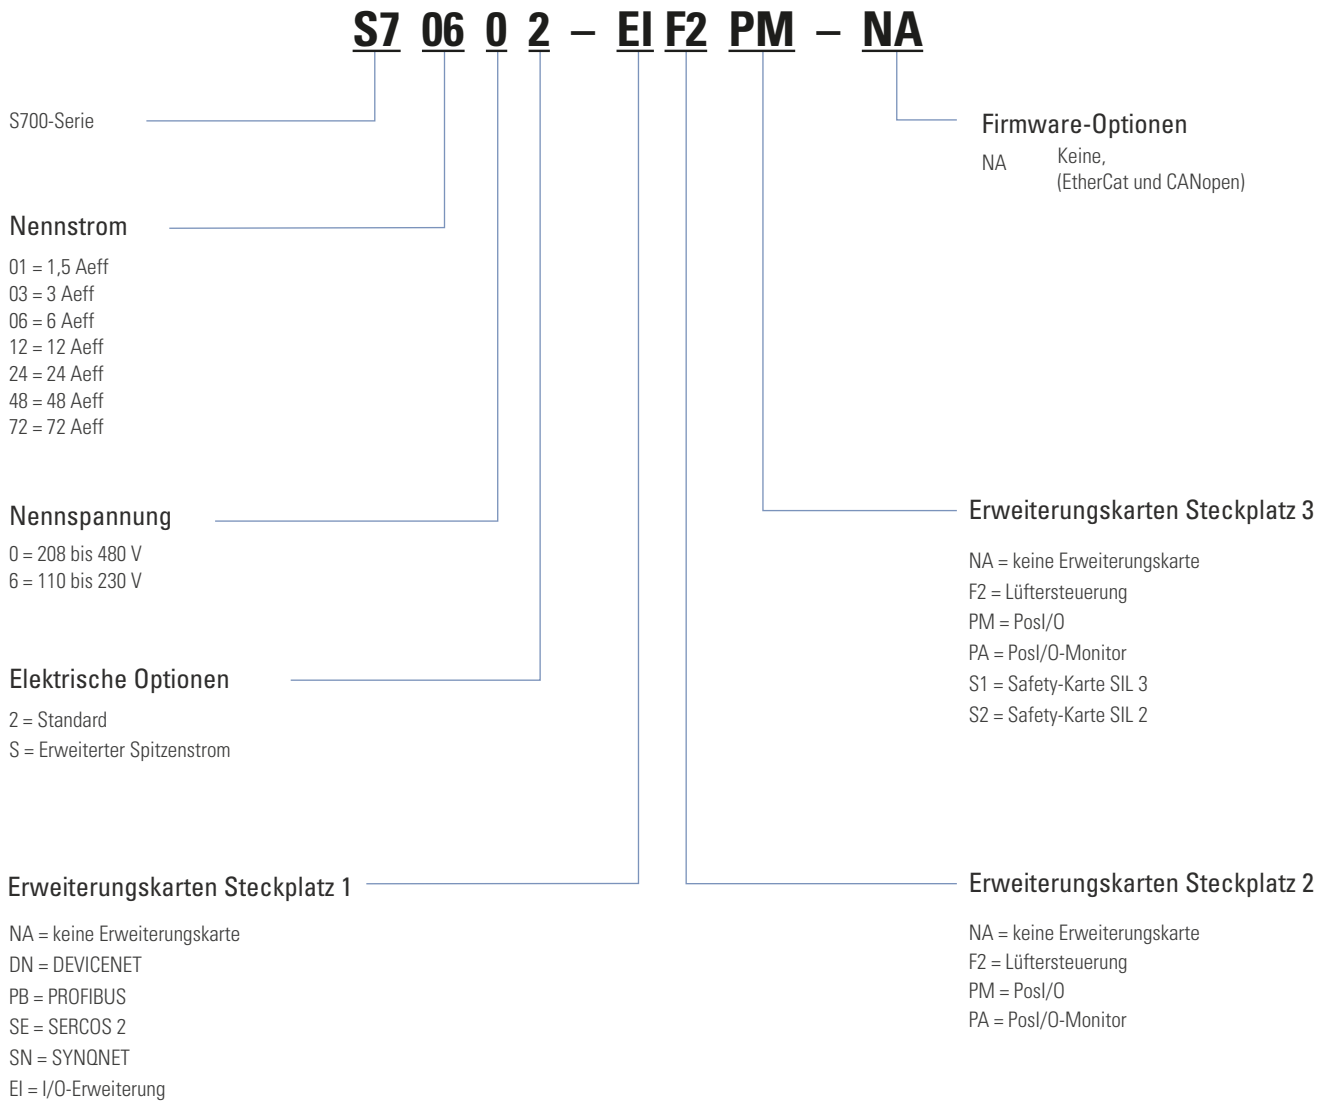 S7 06 0 2 – EI F2 PM – NA
S700-Serie
Nennstrom
01 = 1,5 Aeff
03 = 3 Aeff
06 = 6 Aeff
12 = 12 Aeff
24 = 24 Aeff
48 = 48 Aeff
72 = 72 Aeff
Nennspannung
0 = 208 bis 480 V
6 = 110 bis 230 V
Elektrische Optionen
2 = Standard
S = Erweiterter Spitzenstrom
Erweiterungskarten Steckplatz 1
NA = keine Erweiterungskarte
DN = DEVICENET
PB = PROFIBUS
SE = SERCOS 2
SN = SYNQNET
EI = I/O-Erweiterung
Firmware-Optionen
NA Keine,
(EtherCat und CANopen)
Erweiterungskarten Steckplatz 3
NA = keine Erweiterungskarte
F2 = Lüftersteuerung
PM = PosI/O
PA = PosI/O-Monitor
S1 = Safety-Karte SIL 3
S2 = Safety-Karte SIL 2
Erweiterungskarten Steckplatz 2
NA = keine Erweiterungskarte
F2 = Lüftersteuerung
PM = PosI/O
PA = PosI/O-Monitor